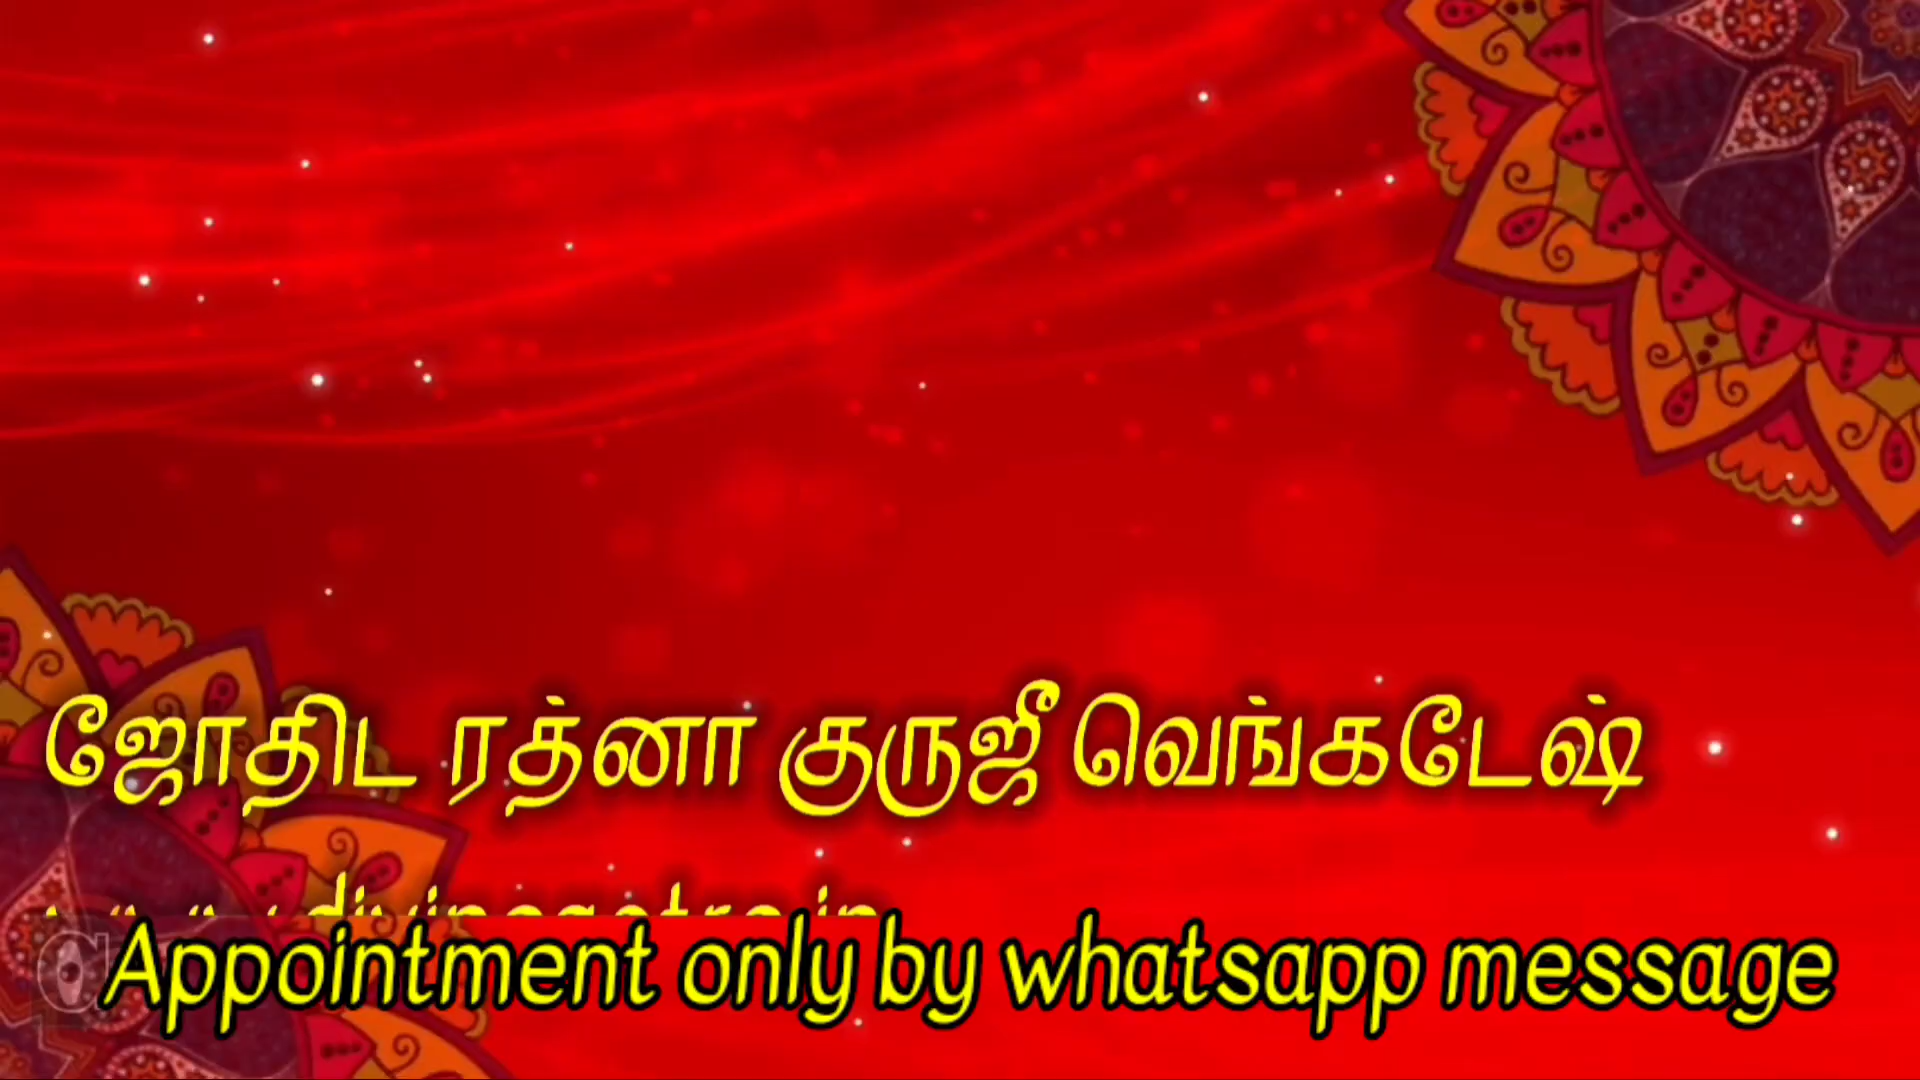 ஜோதிட ரத்னா குருஜீ வெங்கடேஷ்
Appointment only by whatsapp message